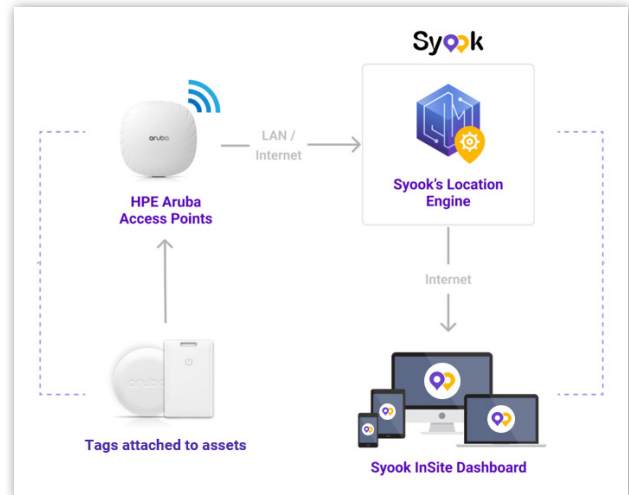 Syook
aruba
LAN /
Internet
HPE Aruba
Access Points
Syook's Location
Engine
Internet
aruba
Tags attached to assets
Syook InSite Dashboard